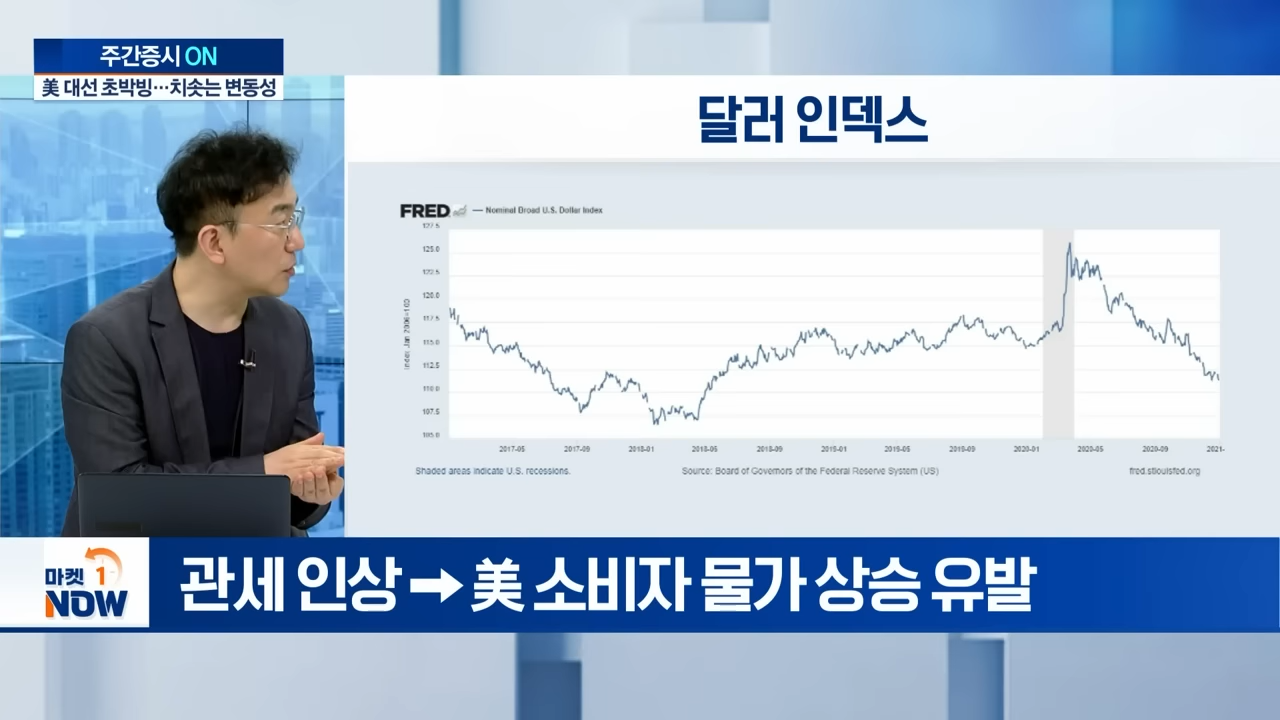 주간증시 ON
美 대선 초박빙…치솟는 변동성
달러 인덱스
FRED — Nominal Broad U.S. Dollar Index
127.5
125.0
122.5
120.0
117.5
115.0
112.5
110.0
107.5
105.0
Index Jan 2006=100
2017-05 2017-09 2018-01 2018-05 2018-09 2019-01 2019-05 2019-09 2020-01 2020-05 2020-09 2021-
Shaded areas indicate U.S. recessions. Source: Board of Governors of the Federal Reserve System (US) fred.stlouisfed.org
마켓 1
NOW
관세 인상➡美 소비자 물가 상승 유발